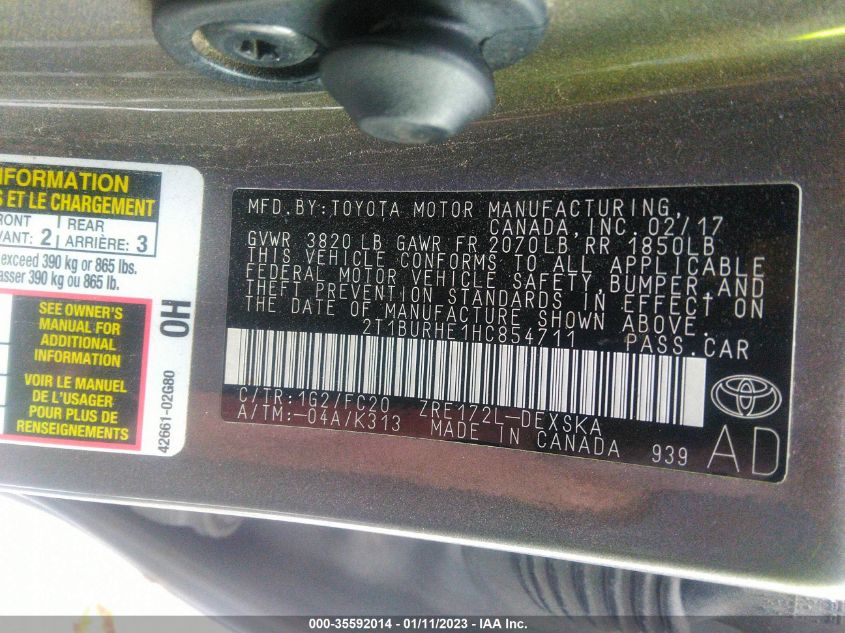 INFORMATION
S ET LE CHARGEMENT
FRONT
VANT: 2
REAR
ARRIÈRE: 3
exceed 390 kg or 865 lbs.
asser 390 kg ou 865 lb.
SEE OWNER'S
MANUAL FOR
ADDITIONAL
INFORMATION
VOIR LE MANUEL
DE L'USAGER
POUR PLUS DE
RENSEIGNEMENTS
OH
42661-02G80
MFD.BY:TOYOTA MOTOR MANUFACTURING,
CANADA, INC. 02/17
GVWR 3820 LB GAWR FR 2070LB RR 1850LB
THIS VEHICLE CONFORMS TO ALL APPLICABLE
FEDERAL MOTOR VEHICLE SAFETY, BUMPER, AND
THEFT PREVENTION STANDARDS IN EFFECT ON
THE DATE OF MANUFACTURE SHOWN ABOVE.
2T1BURHE1HC854711 PASS.CAR
C/TR:1G2/FC20 ZRE172L-DEXSKA
A/TM:-04A/K313 MADE IN CANADA 939
AD
000-35592014 - 01/11/2023 - IAA Inc.